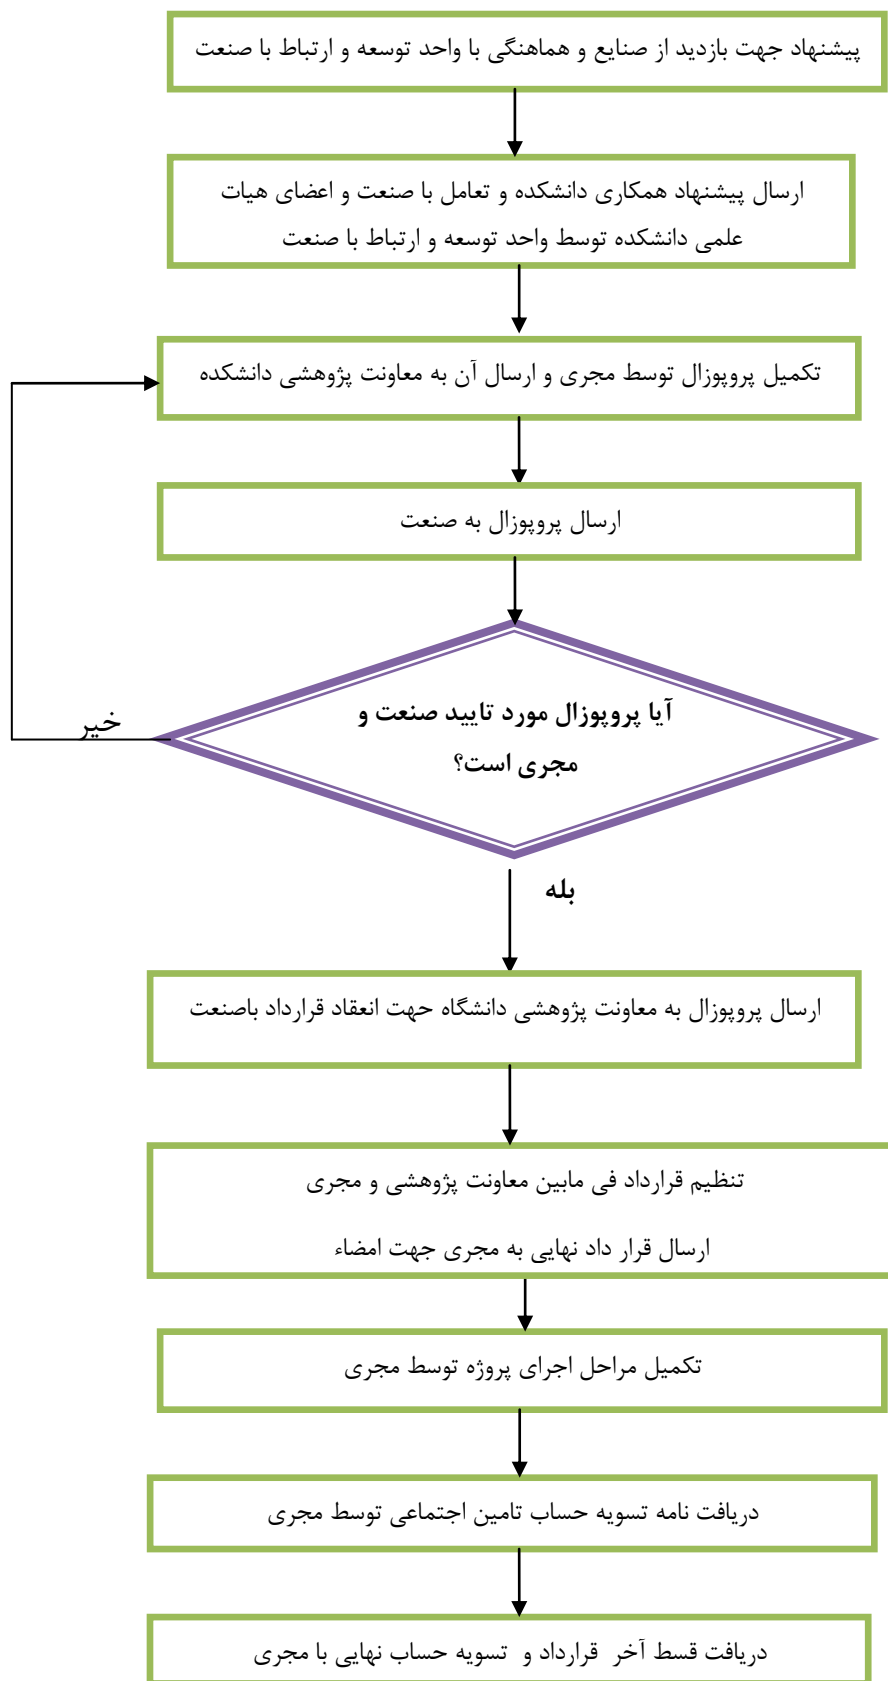 پیشنهاد جهت بازدید از صنایع و هماهنگی با واحد توسعه و ارتباط با صنعت
ارسال پیشنهاد همکاری دانشکده و تعامل با صنعت و اعضای هیات
علمی دانشکده توسط واحد توسعه و ارتباط با صنعت
تکمیل پروپوزال توسط مجری و ارسال آن به معاونت پژوهشی دانشکده
ارسال پروپوزال به صنعت
آیا پروپوزال مورد تایید صنعت و
مجری است؟
خیر
بله
ارسال پروپوزال به معاونت پژوهشی دانشگاه حهت انعقاد قرارداد باصنعت
تنظیم قرارداد فی مابین معاونت پژوهشی و مجری
ارسال قرار داد نهایی به مجری جهت امضاء
تکمیل مراحل اجرای پروژه توسط مجری
دریافت نامه تسویه حساب تامین اجتماعی توسط مجری
دریافت قسط آخر قرارداد و تسویه حساب نهایی با مجری